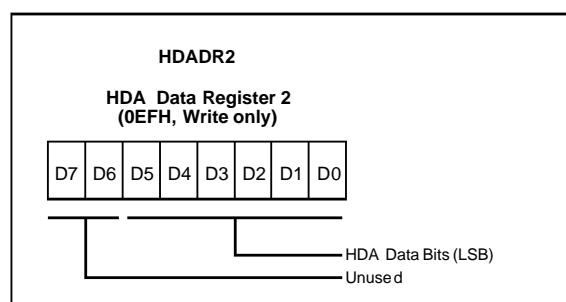 HDADR2
HDA Data Register 2
(0EFH, Write only)
D7 D6 D5 D4 D3 D2 D1 D0
HDA Data Bits (LSB)
Unused